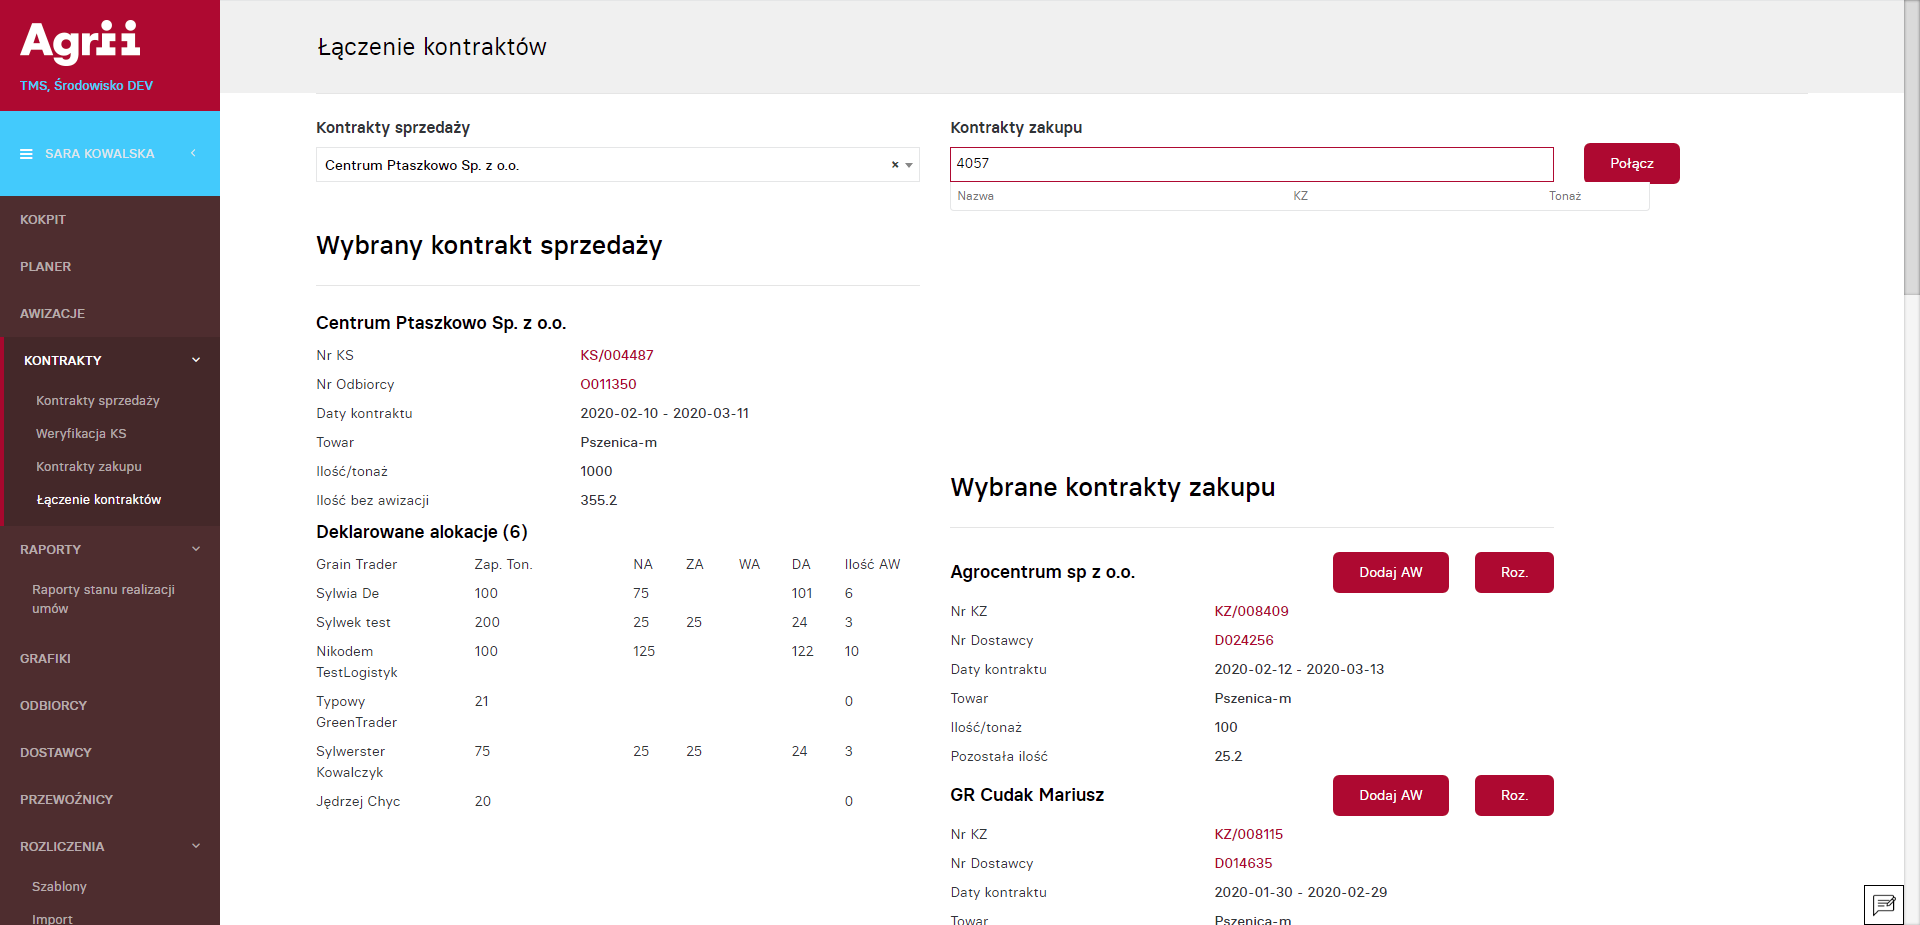 Agrii
TMS, Środowisko DEV
SARA KOWALSKA
KOKPIT
PLANER
AWIZACJE
KONTRAKTY
Kontrakty sprzedaży
Weryfikacja KS
Kontrakty zakupu
Łączenie kontraktów
RAPORTY
Raporty stanu realizacji
umów
GRAFIKI
ODBIORCY
DOSTAWCY
PRZEWOŹNICY
ROZLICZENIA
Szablony
Import
Łączenie kontraktów
Kontrakty sprzedaży
Centrum Ptaszkowo Sp. z o.o. ×
Wybrany kontrakt sprzedaży
Centrum Ptaszkowo Sp. z o.o.
Nr KS KS/004487
Nr Odbiorcy O011350
Daty kontraktu 2020-02-10 - 2020-03-11
Towar Pszenica-m
Ilość/tonaż 1000
Ilość bez awizacji 355.2
Deklarowane alokacje (6)
Grain Trader Zap. Ton. NA ZA WA DA Ilość AW
Sylwia De 100 75 101 6
Sylwek test 200 25 25 24 3
Nikodem 100 125 122 10
TestLogistyk
Typowy 21 0
GreenTrader
Sylwerster 75 25 25 24 3
Kowalczyk
Jędrzej Chyc 20 0
Kontrakty zakupu
4057 Połącz
Nazwa KZ Tonaż
Wybrane kontrakty zakupu
Agrocentrum sp z o.o. Dodaj AW Roz.
Nr KZ KZ/008409
Nr Dostawcy D024256
Daty kontraktu 2020-02-12 - 2020-03-13
Towar Pszenica-m
Ilość/tonaż 100
Pozostała ilość 25.2
GR Cudak Mariusz Dodaj AW Roz.
Nr KZ KZ/008115
Nr Dostawcy D014635
Daty kontraktu 2020-01-30 - 2020-02-29
Towar Pszenica-m